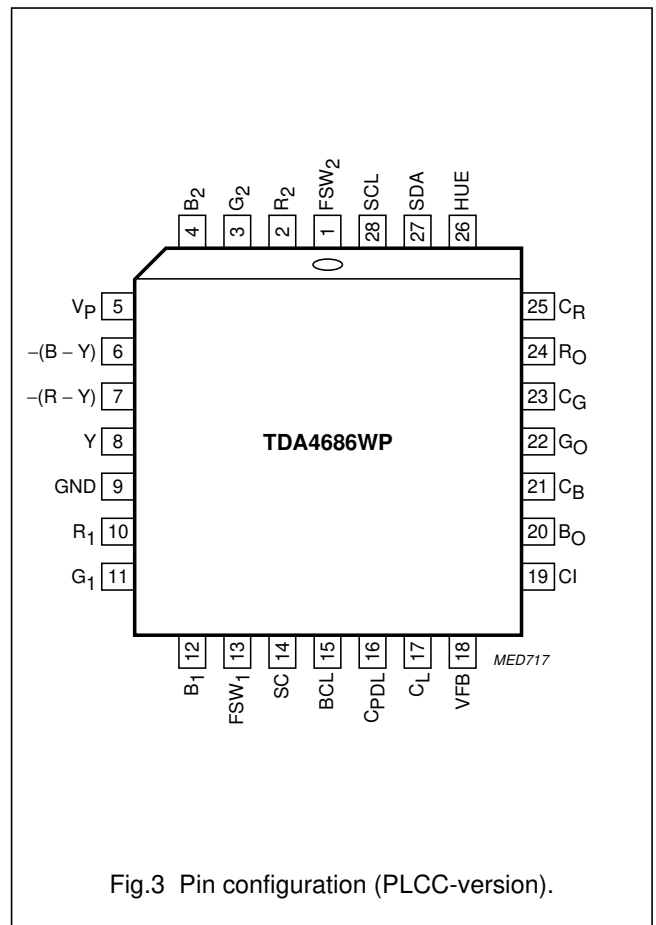 B2
G2
R2
FSW2
SCL
SDA
HUE
4
3
2
1
28
27
26
VP 5
−(B − Y) 6
−(R − Y) 7
Y 8
GND 9
R1 10
G1 11
TDA4686WP
25 CR
24 RO
23 CG
22 GO
21 CB
20 BO
19 CI
12
13
14
15
16
17
18
B1
FSW1
SC
BCL
CPDL
CL
VFB
MED717
Fig.3 Pin configuration (PLCC-version).